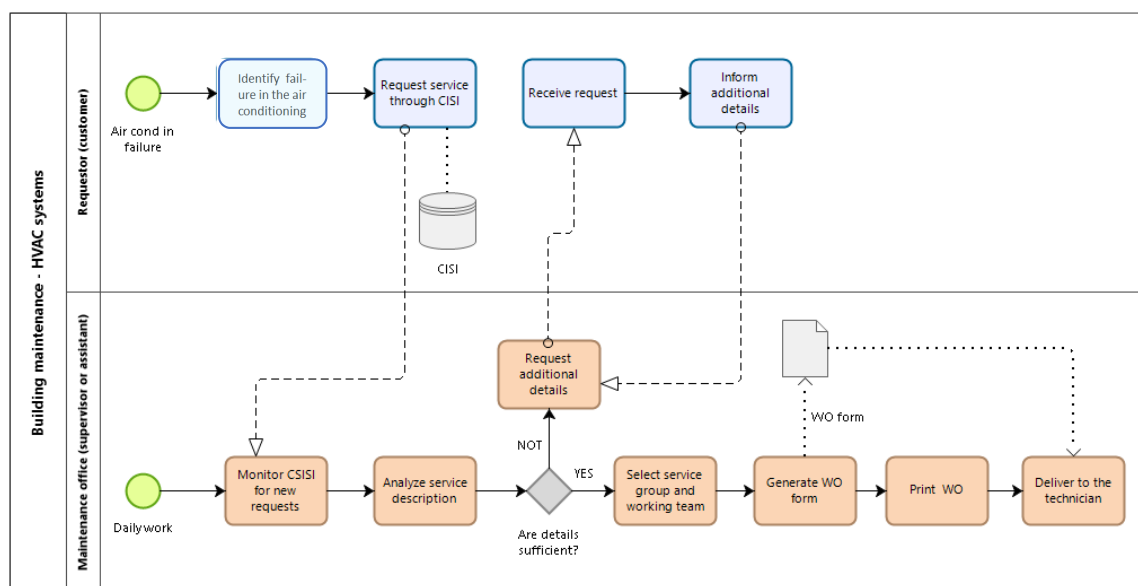 Building maintenance - HVAC systems
Requestor (customer)
Air cond in
failure
Identify fail-
ure in the air
conditioning
Request service
through CISI
CISI
Receive request
Inform
additional
details
Maintenance office (supervisor or assistant)
Dailywork
Monitor CSISI
for new
requests
Analyze service
description
Request
additional
details
NOT
YES
Are details
sufficient?
Select service
group and
working team
WO form
Generate WO
form
Print WO
Deliver to the
technician